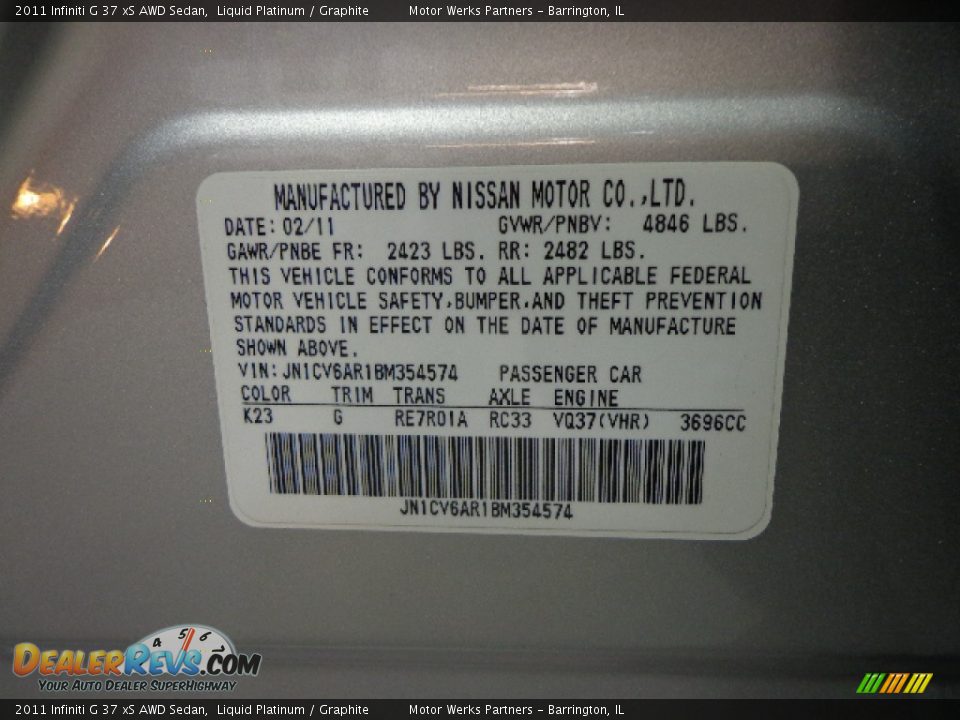 2011 Infiniti G 37 xS AWD Sedan, Liquid Platinum / Graphite Motor Werks Partners - Barrington, IL
MANUFACTURED BY NISSAN MOTOR CO.,LTD.
DATE: 02/11 GVWR/PNBV: 4846 LBS.
GAWR/PNBE FR: 2423 LBS. RR: 2482 LBS.
THIS VEHICLE CONFORMS TO ALL APPLICABLE FEDERAL
MOTOR VEHICLE SAFETY,BUMPER,AND THEFT PREVENTION
STANDARDS IN EFFECT ON THE DATE OF MANUFACTURE
SHOWN ABOVE.
VIN: JN1CV6AR1BM354574 PASSENGER CAR
COLOR TRIM TRANS AXLE ENGINE
K23 G RE7R01A RC33 VQ37(VHR) 3696CC
JN1CV6AR1BM354574
4 5 6 7
DEALERREVS.COM
YOUR AUTO DEALER SUPERHIGHWAY
2011 Infiniti G 37 xS AWD Sedan, Liquid Platinum / Graphite Motor Werks Partners - Barrington, IL